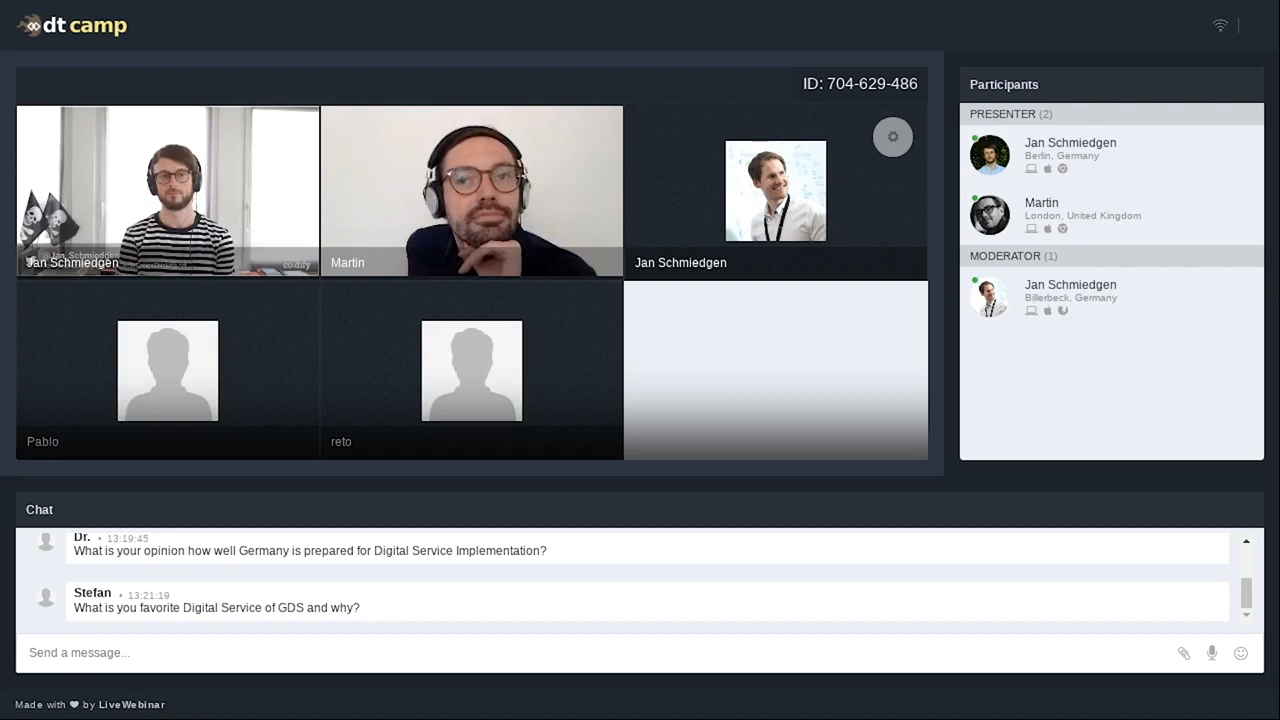 dt camp
ID: 704-629-486
Jan Schmiedgen
co:dify
Martin
Jan Schmiedgen
Pablo
reto
Participants
PRESENTER (2)
Jan Schmiedgen
Berlin, Germany
Martin
London, United Kingdom
MODERATOR (1)
Jan Schmiedgen
Billerbeck, Germany
Chat
Dr. • 13:19:45
What is your opinion how well Germany is prepared for Digital Service Implementation?
Stefan • 13:21:19
What is you favorite Digital Service of GDS and why?
Send a message...
Made with by LiveWebinar